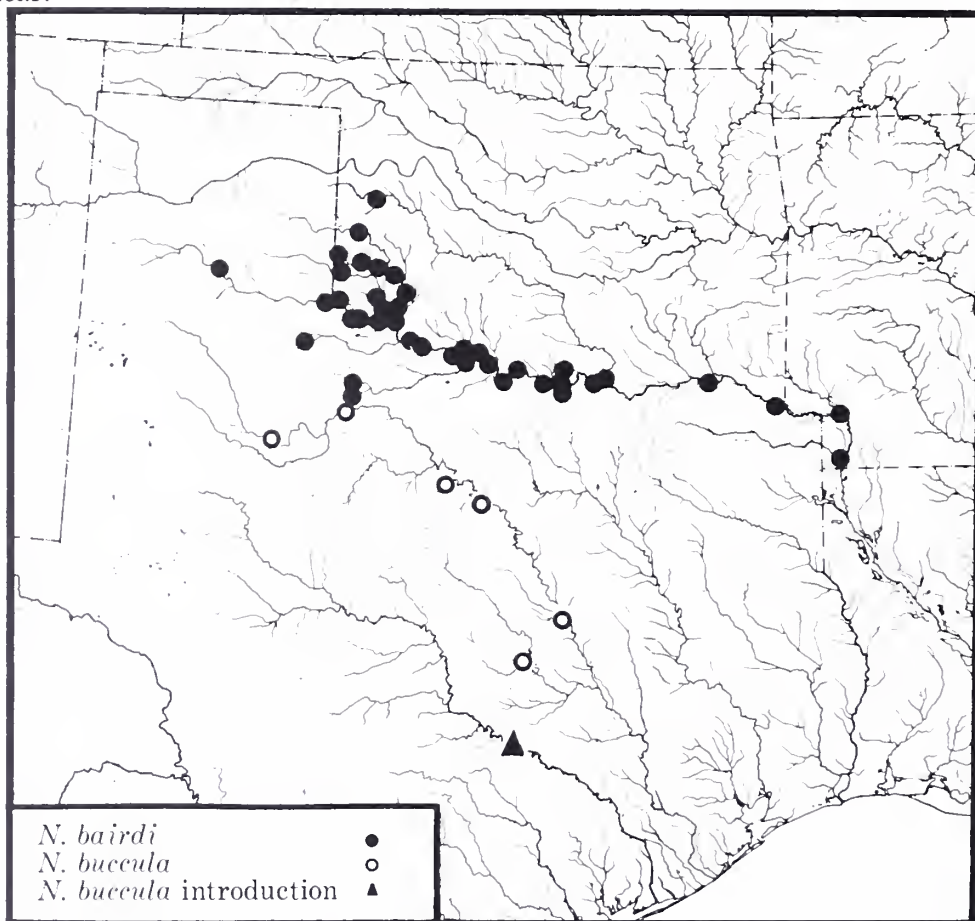 N. bairdi ●
N. buccula ○
N. buccula introduction ▲